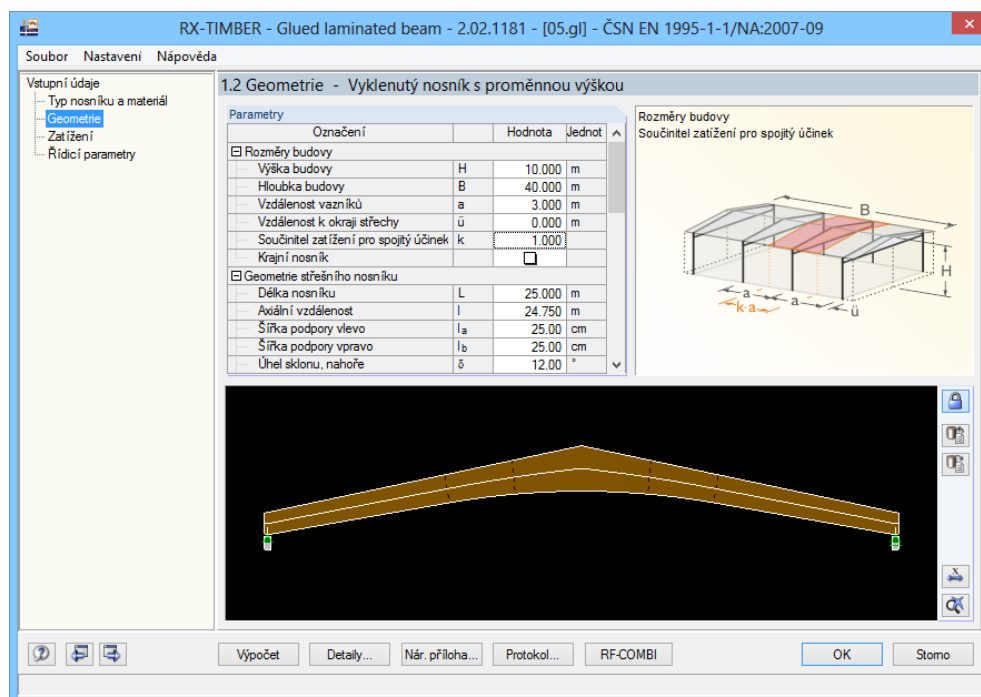 RX-TIMBER - Glued laminated beam - 2.02.1181 - [05.gl] - ČSN EN 1995-1-1/NA:2007-09
Soubor Nastavení Nápověda
Vstupní údaje
Typ nosníku a materiál
Geometrie
Zatížení
Řídicí parametry
1.2 Geometrie - Vyklenutý nosník s proměnnou výškou
Parametry
Označení Hodnota Jednot
Rozměry budovy
Výška budovy H 10.000 m
Hloubka budovy B 40.000 m
Vzdálenost vazníků a 3.000 m
Vzdálenost k okraji střechy ü 0.000 m
Součinitel zatížení pro spojitý účinek k 1.000
Krajní nosník
Geometrie střešního nosníku
Délka nosníku L 25.000 m
Axiální vzdálenost l 24.750 m
Šířka podpory vlevo la 25.00 cm
Šířka podpory vpravo lb 25.00 cm
Úhel sklonu, nahoře δ 12.00 °
Rozměry budovy
Součinitel zatížení pro spojitý účinek
B
H
a a
k·a ü
x
Výpočet Detaily... Nár. příloha... Protokol... RF-COMBI OK Storno